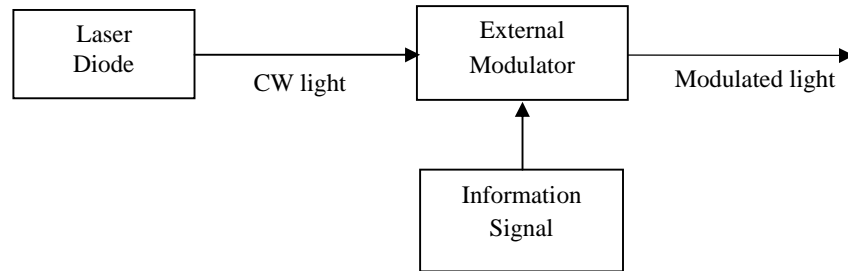 Laser
Diode
CW light
External
Modulator
Modulated light
Information
Signal